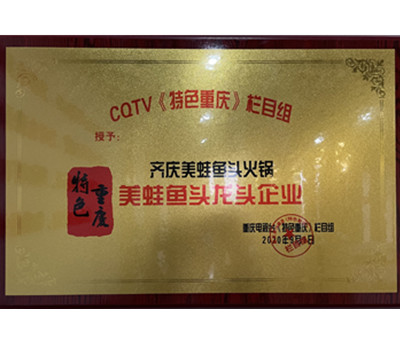 CQTV《特色重庆》栏目组
授予：
特色
重庆
齐庆美蛙鱼头火锅
美蛙鱼头龙头企业
重庆电视台《特色重庆》栏目组